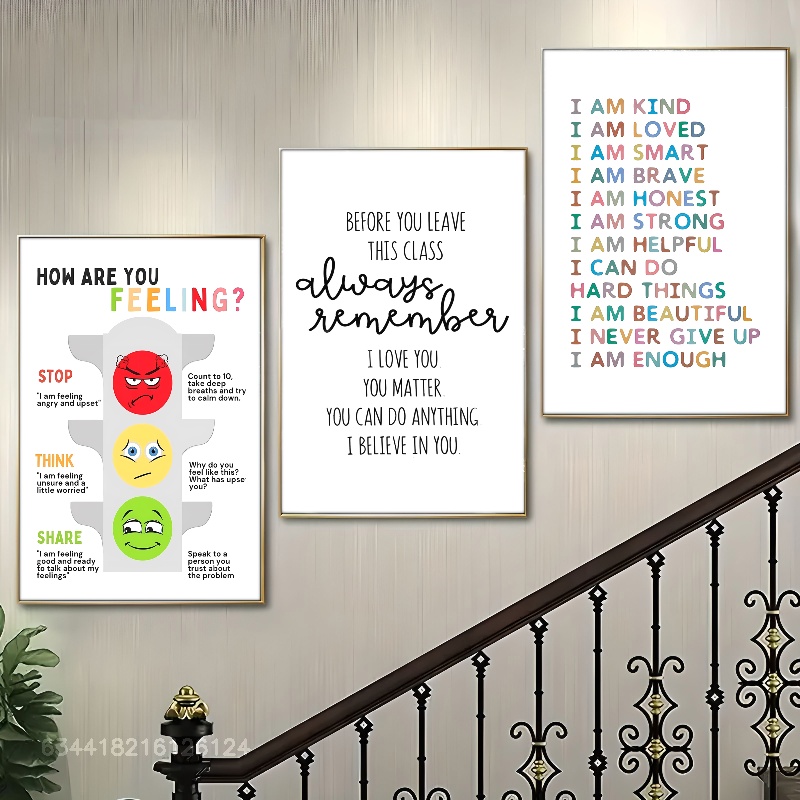 HOW ARE YOU
FEELING?
STOP
"I am feeling
angry and upset"
Count to 10,
take deep
breaths and try
to calm down.
THINK
"I am feeling
unsure and a
little worried"
Why do you
feel like this?
What has upse
you?
SHARE
"I am feeling
good and ready
to talk about my
feelings"
Speak to a
person you
trust about
the problem
BEFORE YOU LEAVE
THIS CLASS
always
remember
I LOVE YOU.
YOU MATTER.
YOU CAN DO ANYTHING.
I BELIEVE IN YOU.
I AM KIND
I AM LOVED
I AM SMART
I AM BRAVE
I AM HONEST
I AM STRONG
I AM HELPFUL
I CAN DO
HARD THINGS
I AM BEAUTIFUL
I NEVER GIVE UP
I AM ENOUGH